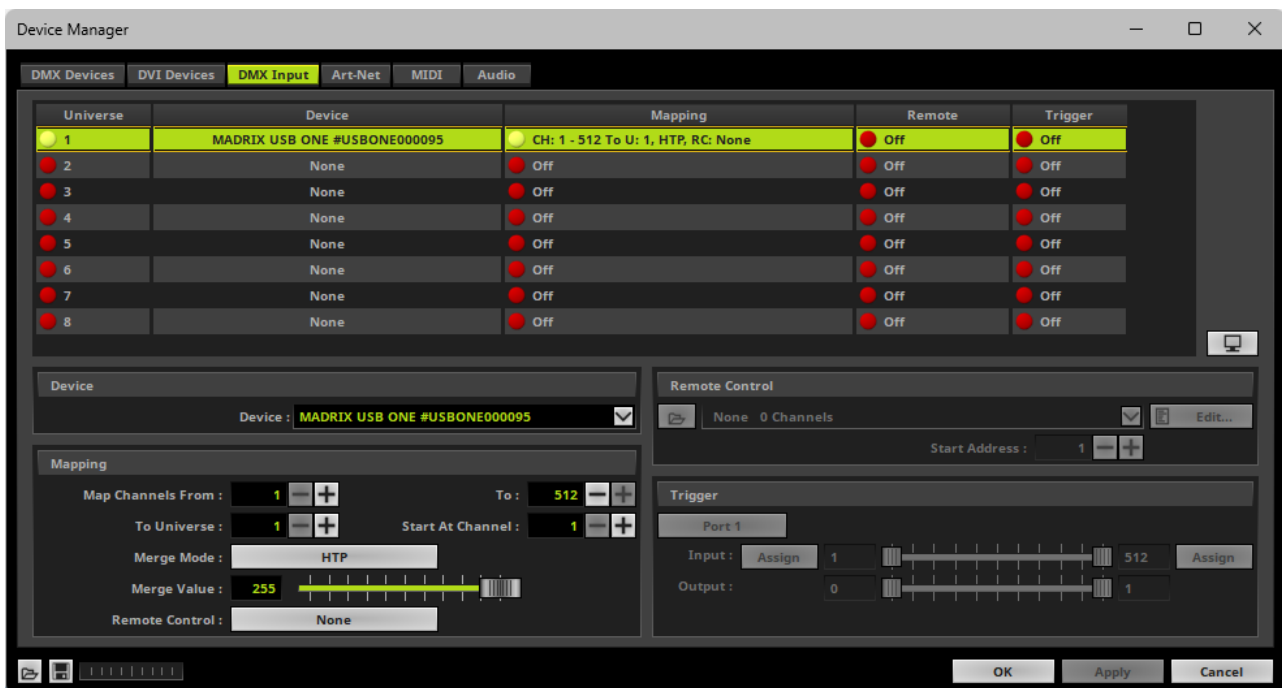 Device Manager
DMX Devices DVI Devices DMX Input Art-Net MIDI Audio
Universe Device Mapping Remote Trigger
1 MADRIX USB ONE #USBONE000095 CH: 1 - 512 To U: 1, HTP, RC: None Off Off
2 None Off Off Off
3 None Off Off Off
4 None Off Off Off
5 None Off Off Off
6 None Off Off Off
7 None Off Off Off
8 None Off Off Off
Device
Device : MADRIX USB ONE #USBONE000095
Mapping
Map Channels From : 1 To : 512
To Universe : 1 Start At Channel : 1
Merge Mode : HTP
Merge Value : 255
Remote Control : None
Remote Control
None 0 Channels Edit...
Start Address : 1
Trigger
Port 1
Input : Assign 1 512 Assign
Output : 0 1
OK Apply Cancel